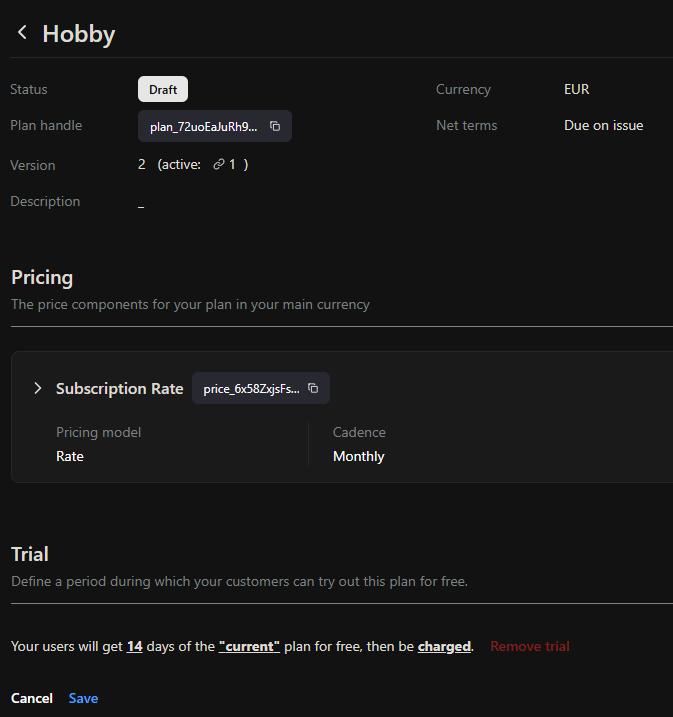 Hobby
Status Draft Currency EUR
Plan handle plan_72uoEaJuRh9... Net terms Due on issue
Version 2 (active: 1 )
Description _
Pricing
The price components for your plan in your main currency
Subscription Rate price_6x58ZxjsFs...
Pricing model Cadence
Rate Monthly
Trial
Define a period during which your customers can try out this plan for free.
Your users will get 14 days of the "current" plan for free, then be charged. Remove trial
Cancel Save